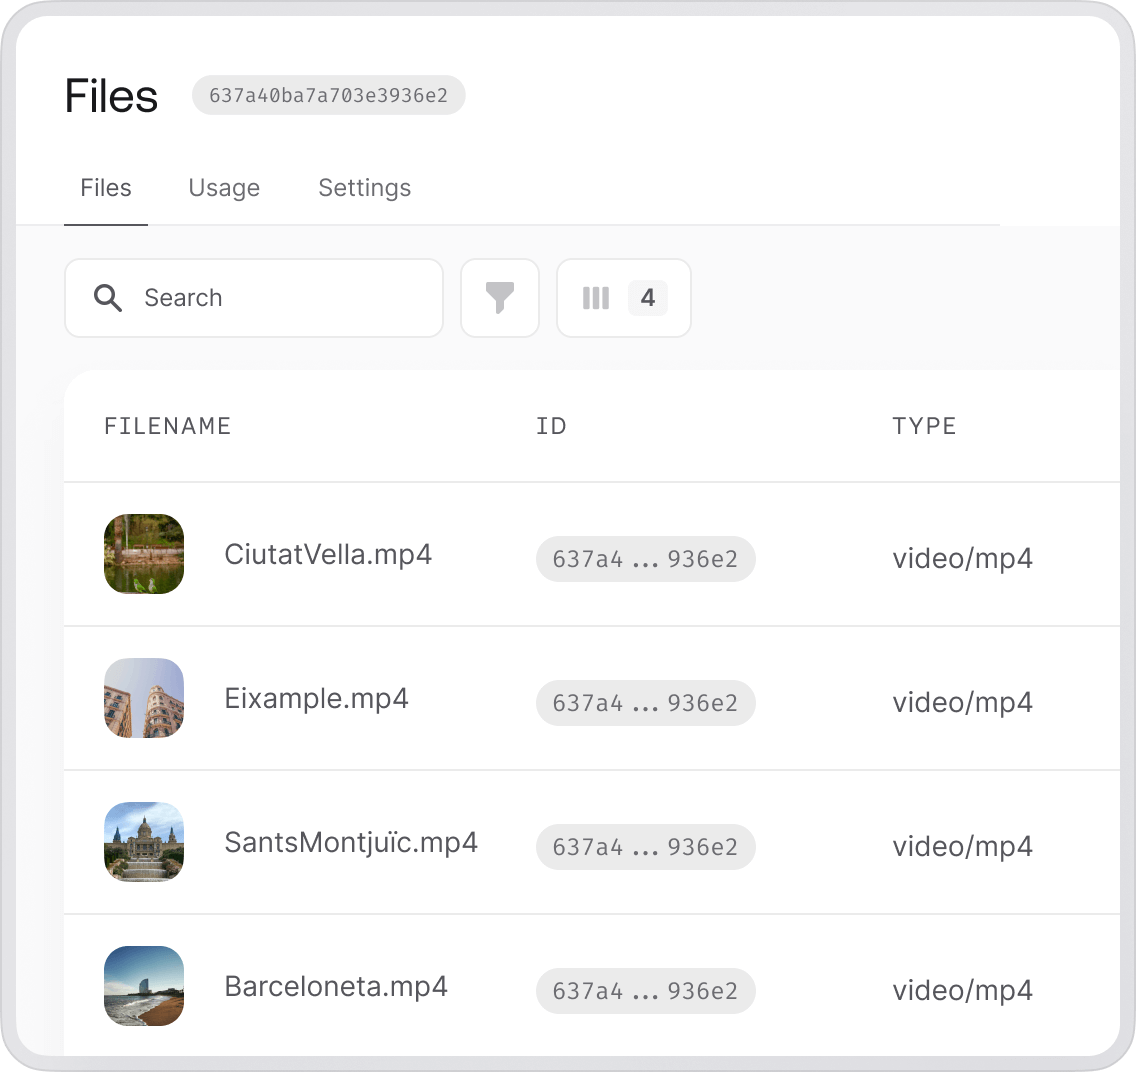 Files 637a40ba7a703e3936e2
Files Usage Settings
Search 4
FILENAME ID TYPE
CiutatVella.mp4 637a4 ... 936e2 video/mp4
Eixample.mp4 637a4 ... 936e2 video/mp4
SantsMontjuïc.mp4 637a4 ... 936e2 video/mp4
Barceloneta.mp4 637a4 ... 936e2 video/mp4